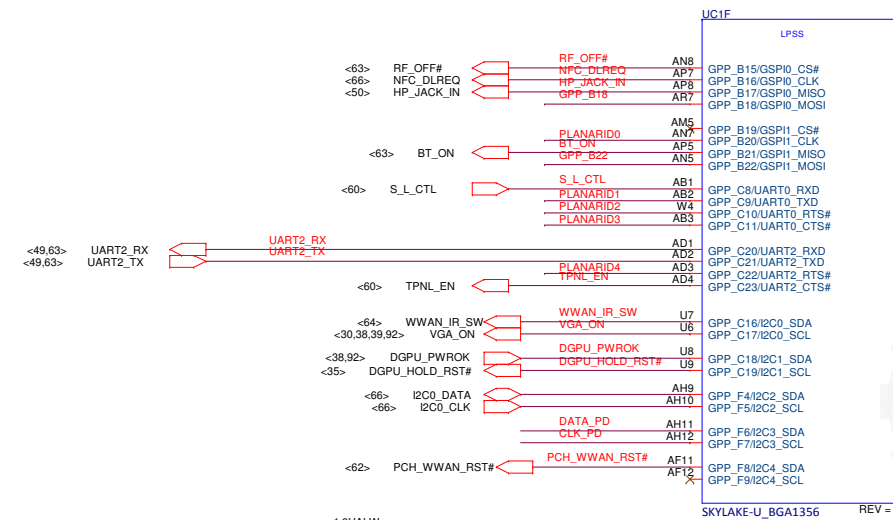 UC1F
LPSS
<63> RF_OFF# RF_OFF# AN8 GPP_B15/GSPI0_CS#
<66> NFC_DLREQ NFC_DLREQ AP7 GPP_B16/GSPI0_CLK
<50> HP_JACK_IN HP_JACK_IN AP8 GPP_B17/GSPI0_MISO
GPP_B18 AR7 GPP_B18/GSPI0_MOSI
AM5 GPP_B19/GSPI1_CS#
PLANARID0 AN7 GPP_B20/GSPI1_CLK
<63> BT_ON BT_ON AP5 GPP_B21/GSPI1_MISO
GPP_B22 AN5 GPP_B22/GSPI1_MOSI
<60> S_L_CTL S_L_CTL AB1 GPP_C8/UART0_RXD
PLANARID1 AB2 GPP_C9/UART0_TXD
PLANARID2 W4 GPP_C10/UART0_RTS#
PLANARID3 AB3 GPP_C11/UART0_CTS#
<49,63> UART2_RX UART2_RX AD1 GPP_C20/UART2_RXD
<49,63> UART2_TX UART2_TX AD2 GPP_C21/UART2_TXD
PLANARID4 AD3 GPP_C22/UART2_RTS#
<60> TPNL_EN TPNL_EN AD4 GPP_C23/UART2_CTS#
<64> WWAN_IR_SW WWAN_IR_SW U7 GPP_C16/I2C0_SDA
<30,38,39,92> VGA_ON VGA_ON U6 GPP_C17/I2C0_SCL
<38,92> DGPU_PWROK DGPU_PWROK U8 GPP_C18/I2C1_SDA
<35> DGPU_HOLD_RST# DGPU_HOLD_RST# U9 GPP_C19/I2C1_SCL
<66> I2C0_DATA AH9 GPP_F4/I2C2_SDA
<66> I2C0_CLK AH10 GPP_F5/I2C2_SCL
DATA_PD AH11 GPP_F6/I2C3_SDA
CLK_PD AH12 GPP_F7/I2C3_SCL
<62> PCH_WWAN_RST# PCH_WWAN_RST# AF11 GPP_F8/I2C4_SDA
AF12 GPP_F9/I2C4_SCL
SKYLAKE-U_BGA1356 REV =